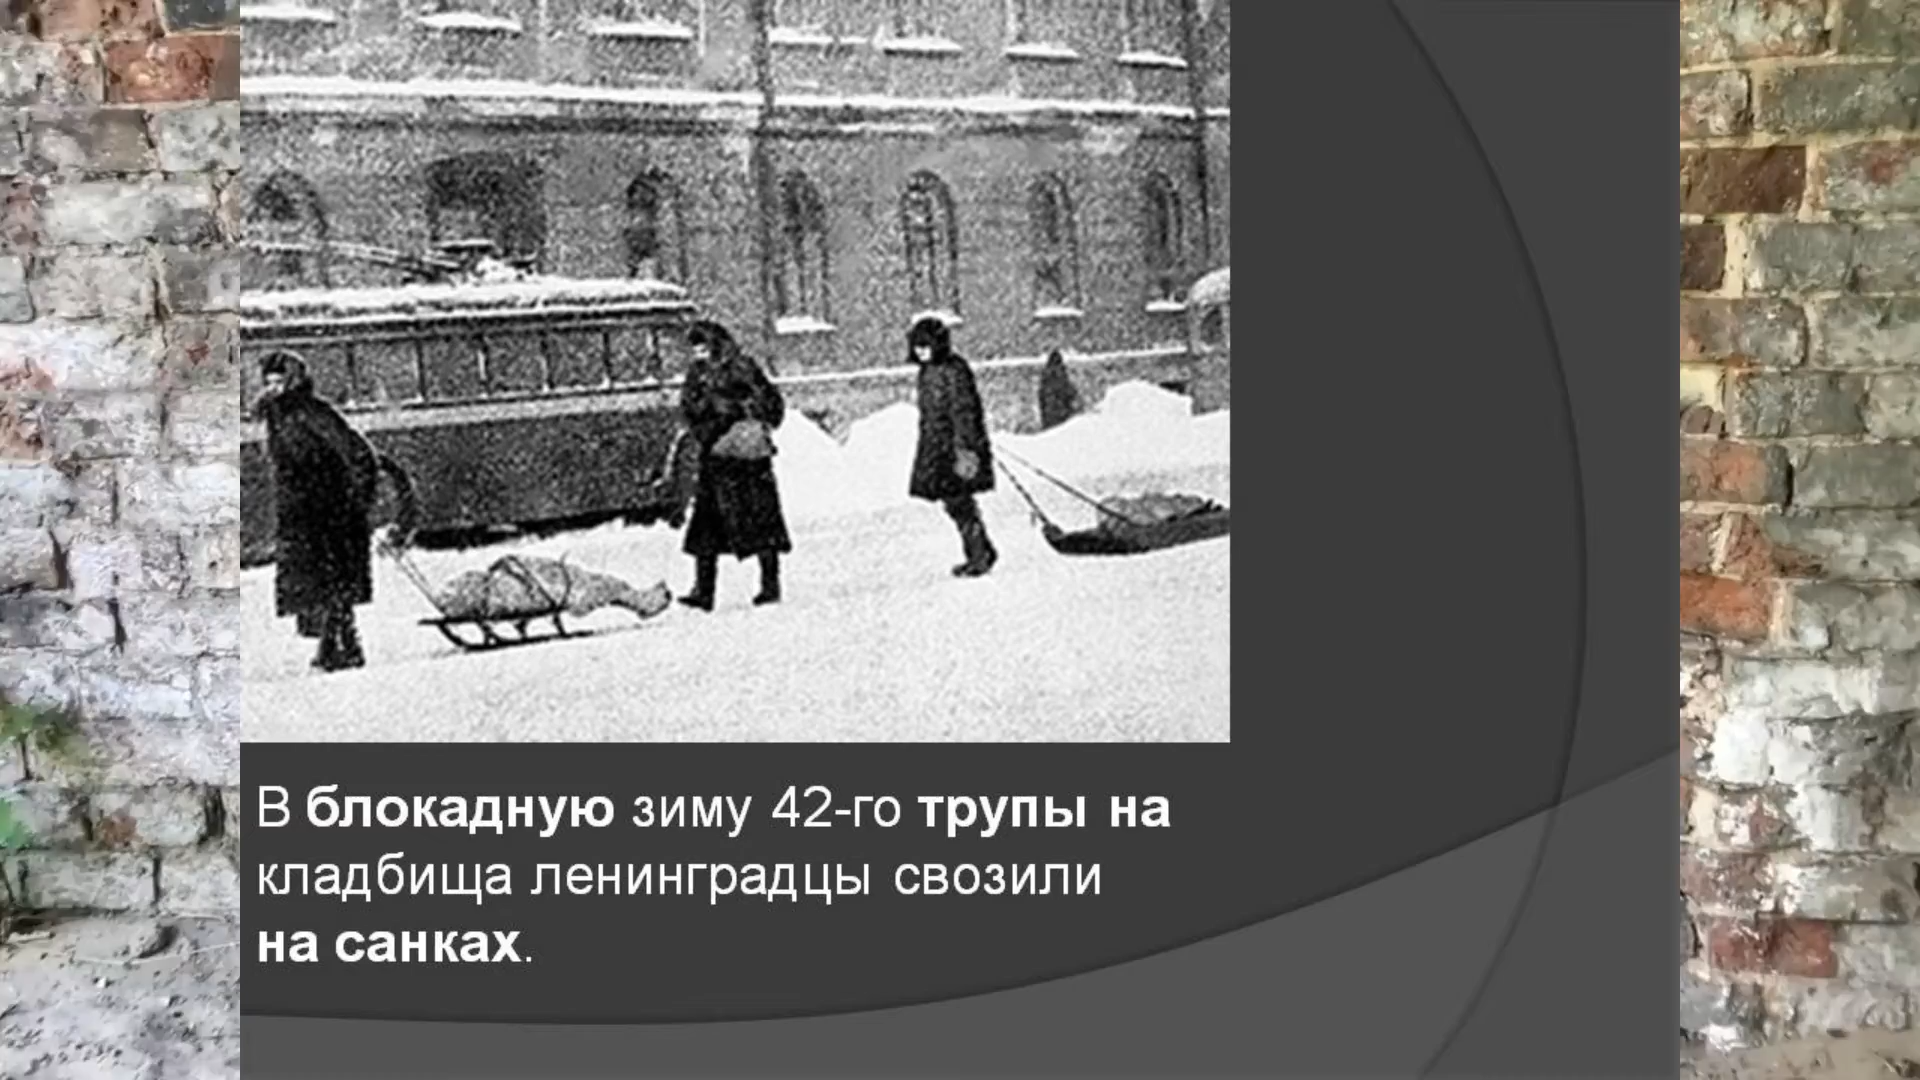 В блокадную зиму 42-го трупы на
кладбища ленинградцы свозили
на санках.